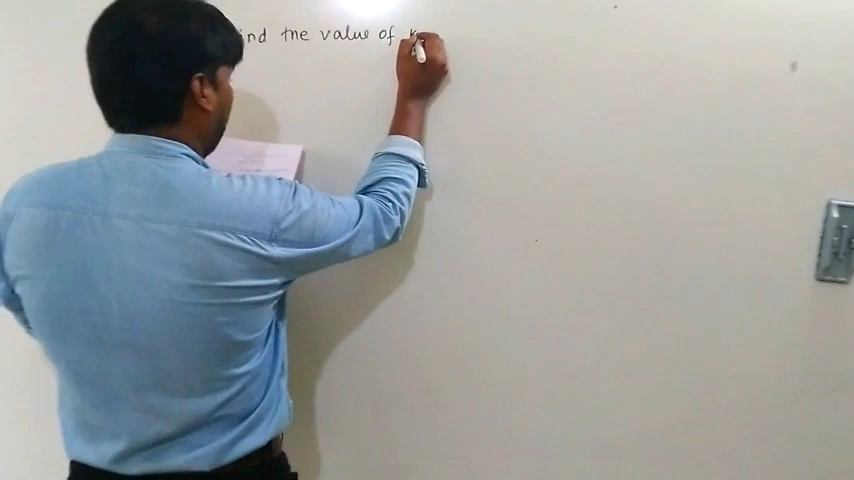 ind the value of K